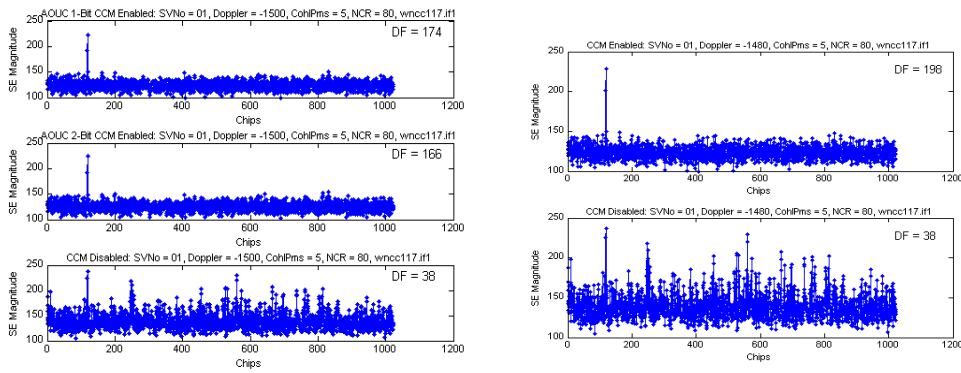 AOUC 1-Bit CCM Enabled: SVNo = 01, Doppler = -1500, CohIPms = 5, NCR = 80, wncc117.if1
DF = 174
SE Magnitude
250
200
150
100
0 200 400 600 800 1000 1200
Chips
AOUC 2-Bit CCM Enabled: SVNo = 01, Doppler = -1500, CohIPms = 5, NCR = 80, wncc117.if1
DF = 166
SE Magnitude
250
200
150
100
0 200 400 600 800 1000 1200
Chips
CCM Disabled: SVNo = 01, Doppler = -1500, CohIPms = 5, NCR = 80, wncc117.if1
DF = 38
SE Magnitude
250
200
150
100
0 200 400 600 800 1000 1200
Chips
CCM Enabled: SVNo = 01, Doppler = -1480, CohIPms = 5, NCR = 80, wncc117.if1
DF = 198
SE Magnitude
250
200
150
100
0 200 400 600 800 1000 1200
Chips
CCM Disabled: SVNo = 01, Doppler = -1480, CohIPms = 5, NCR = 80, wncc117.if1
DF = 38
SE Magnitude
250
200
150
100
0 200 400 600 800 1000 1200
Chips